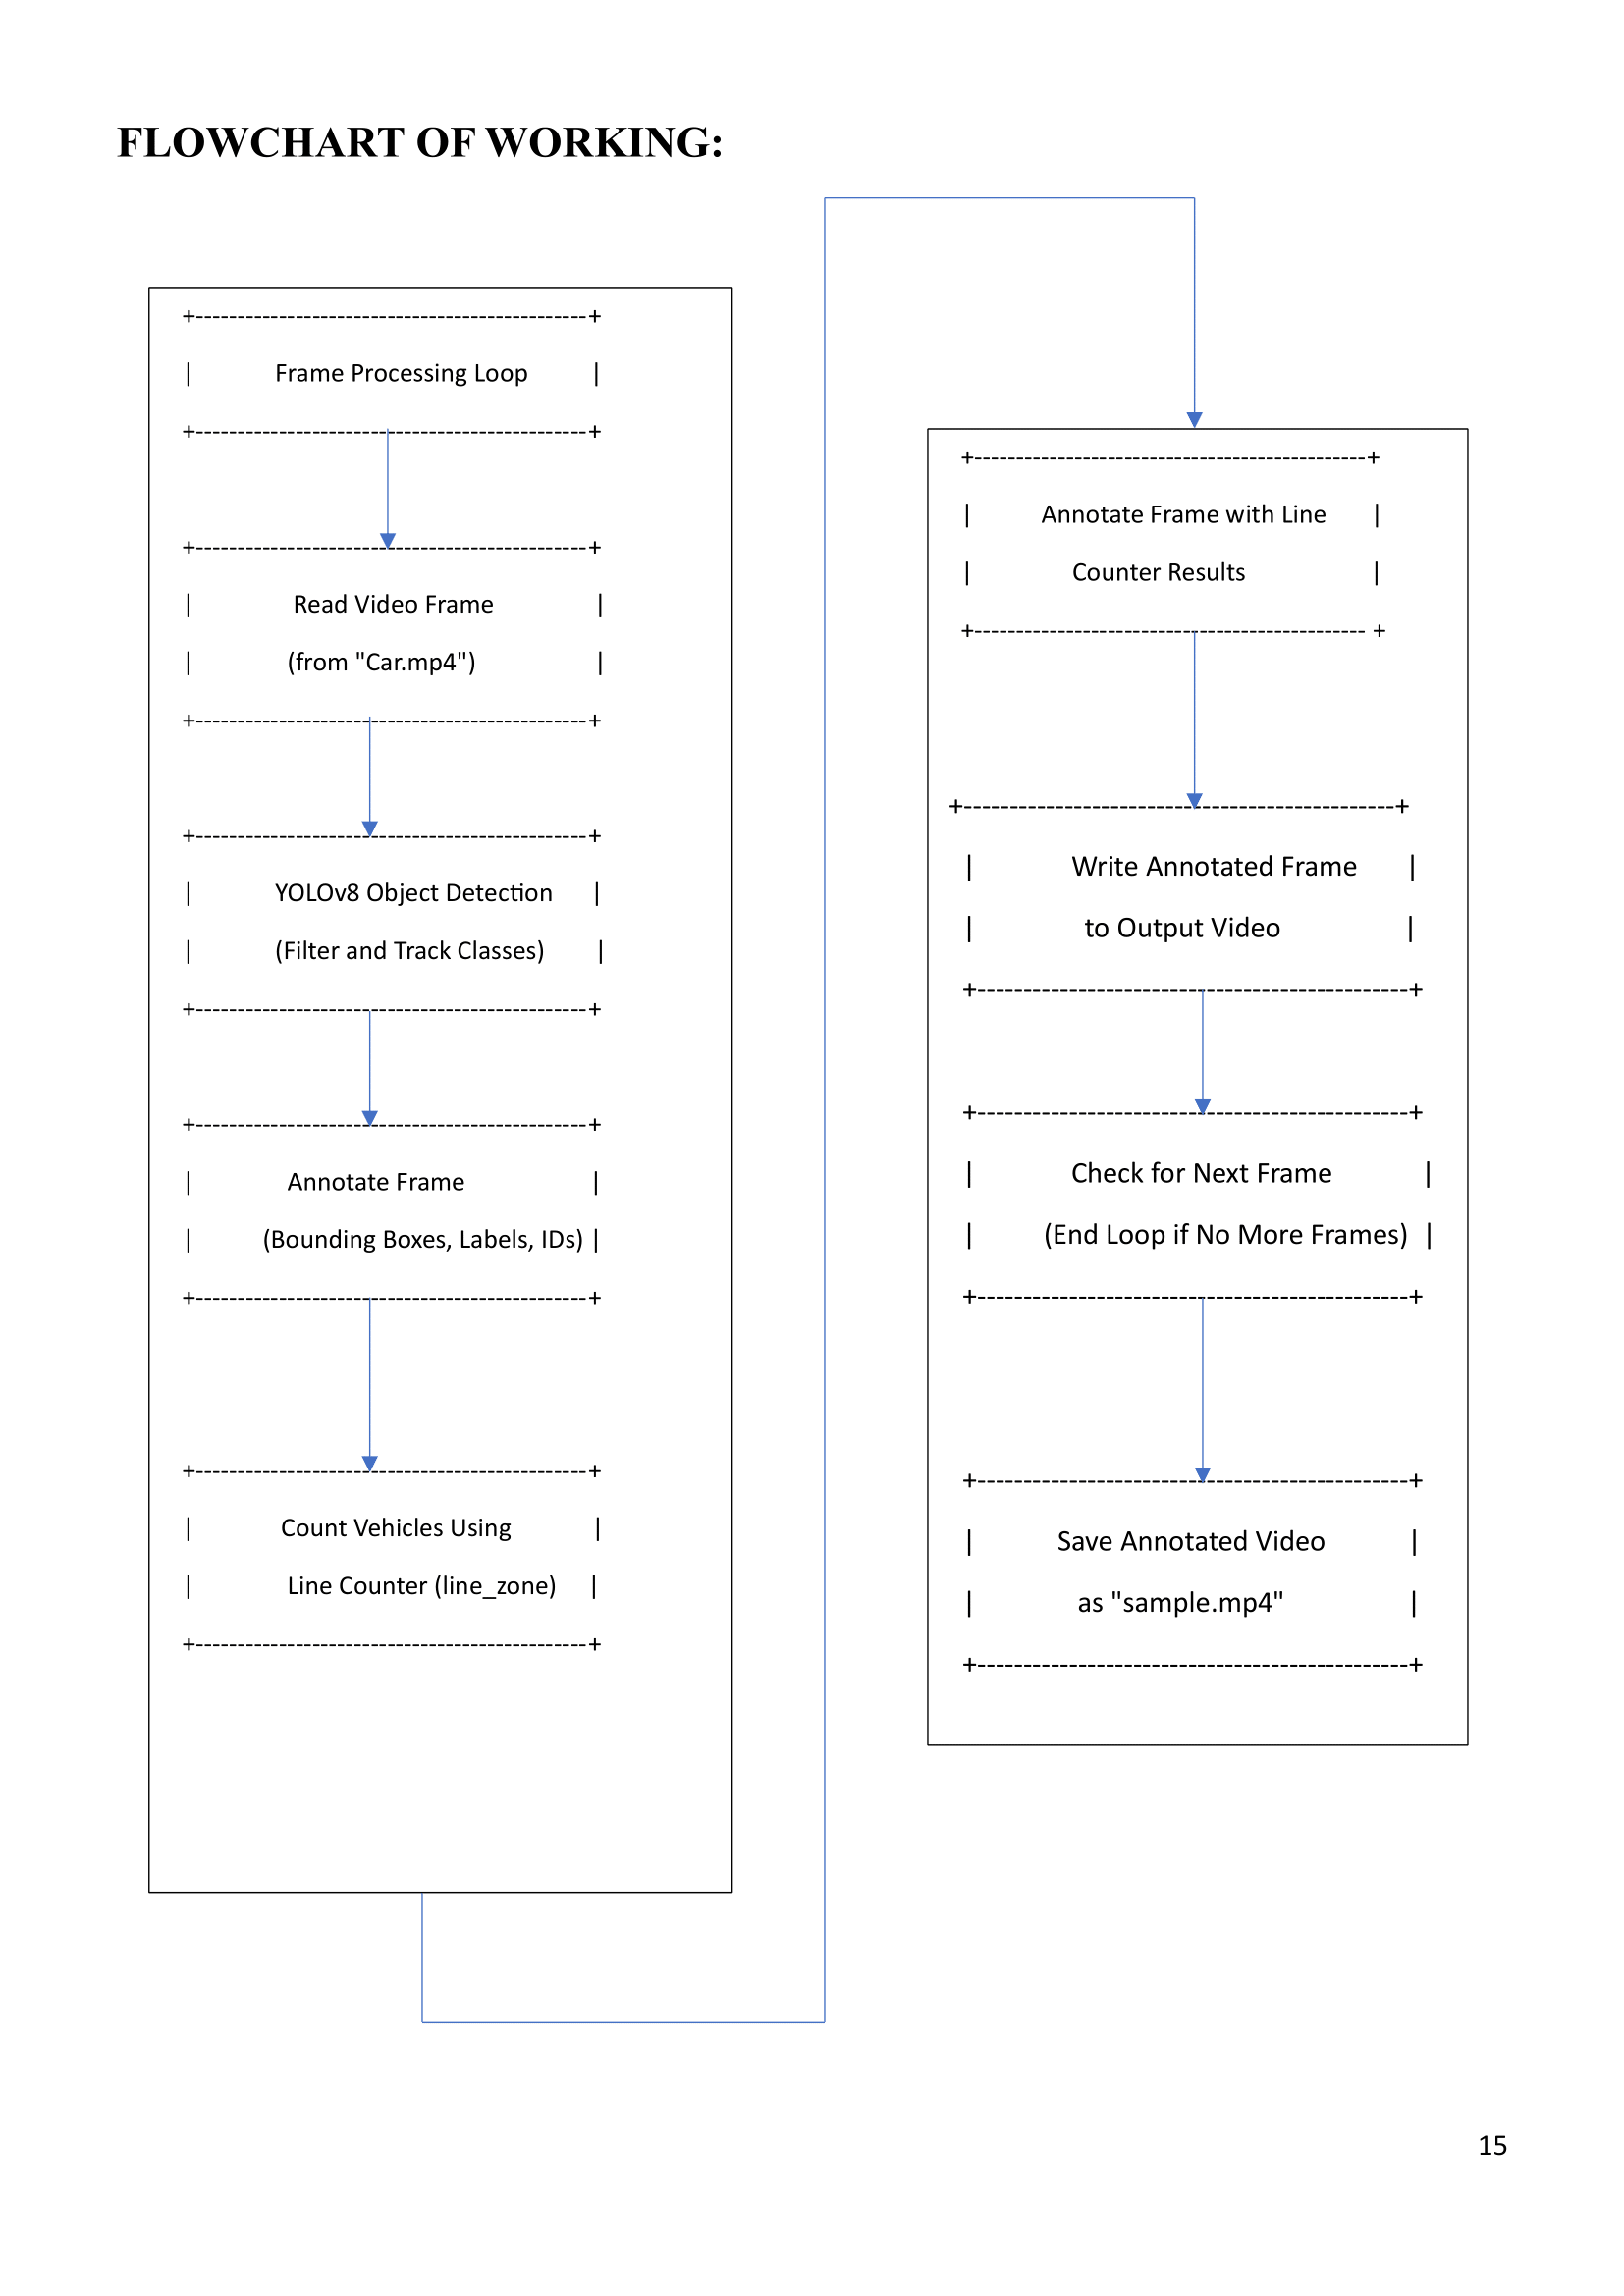 FLOWCHART OF WORKING:
+-----------------------------------------------+
| Frame Processing Loop |
+-----------------------------------------------+
+-----------------------------------------------+
| Read Video Frame |
| (from "Car.mp4") |
+-----------------------------------------------+
+-----------------------------------------------+
| YOLOv8 Object Detection |
| (Filter and Track Classes) |
+-----------------------------------------------+
+-----------------------------------------------+
| Annotate Frame |
| (Bounding Boxes, Labels, IDs) |
+-----------------------------------------------+
+-----------------------------------------------+
| Count Vehicles Using |
| Line Counter (line_zone) |
+-----------------------------------------------+
+-----------------------------------------------+
| Annotate Frame with Line |
| Counter Results |
+----------------------------------------------- +
+-----------------------------------------------+
| Write Annotated Frame |
| to Output Video |
+-----------------------------------------------+
+-----------------------------------------------+
| Check for Next Frame |
| (End Loop if No More Frames) |
+-----------------------------------------------+
+-----------------------------------------------+
| Save Annotated Video |
| as "sample.mp4" |
+-----------------------------------------------+
15